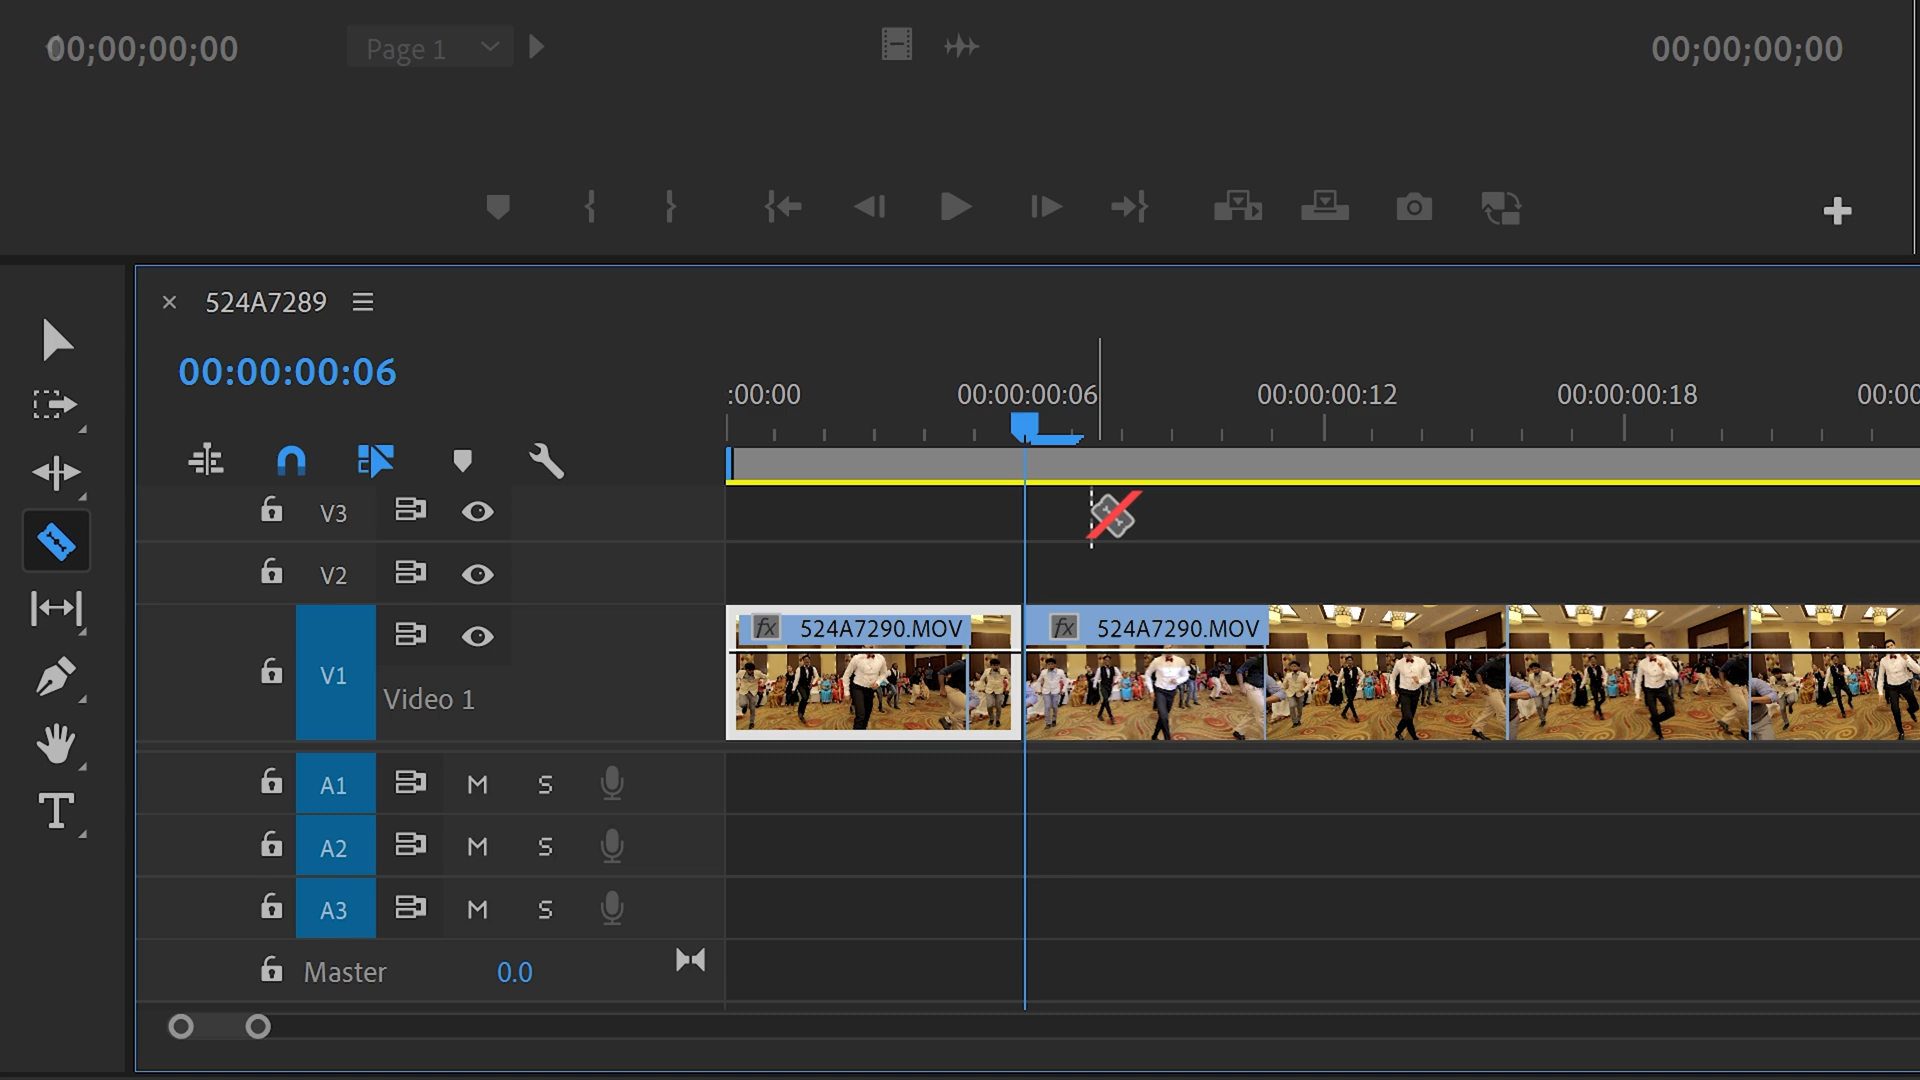 00;00;00;00
Page 1
00;00;00;00
524A7289
00:00:00:06
:00:00
00:00:00:06
00:00:00:12
00:00:00:18
00:00
V3
V2
fx 524A7290.MOV
fx 524A7290.MOV
V1
Video 1
A1 M S
A2 M S
A3 M S
Master 0.0